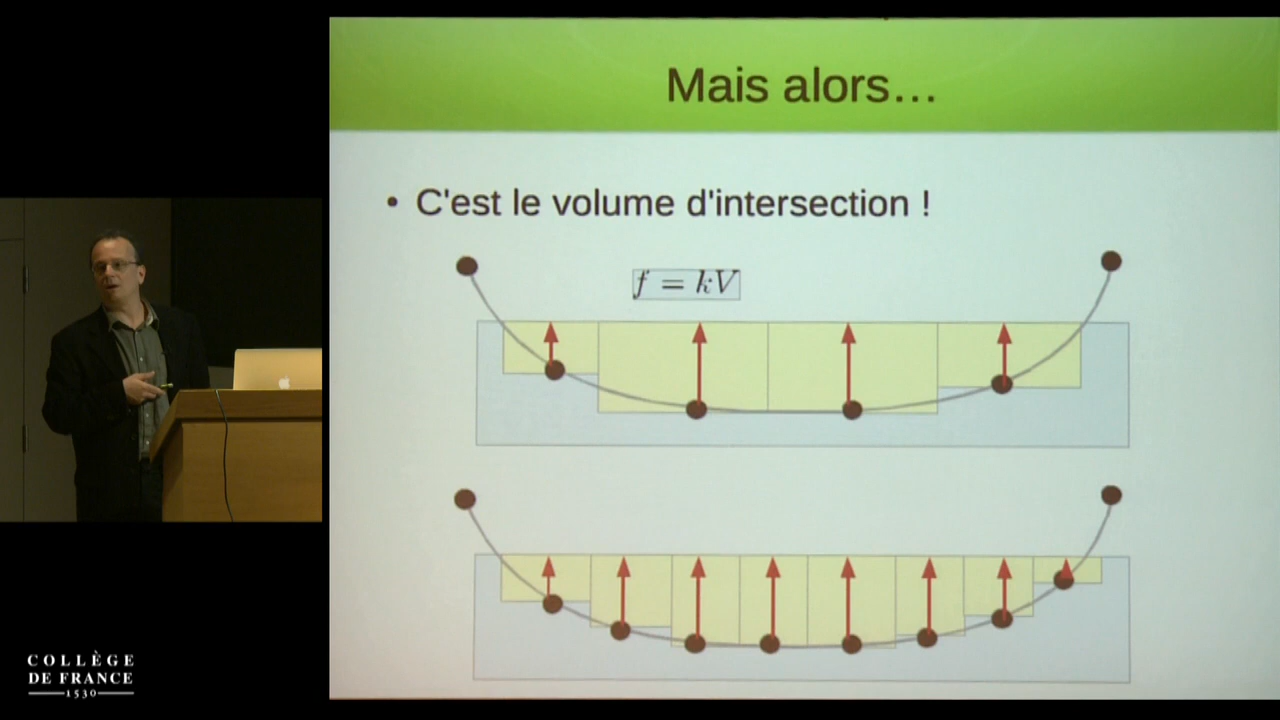 Mais alors…
• C'est le volume d'intersection !
f = kV
COLLÈGE
DE FRANCE
1530